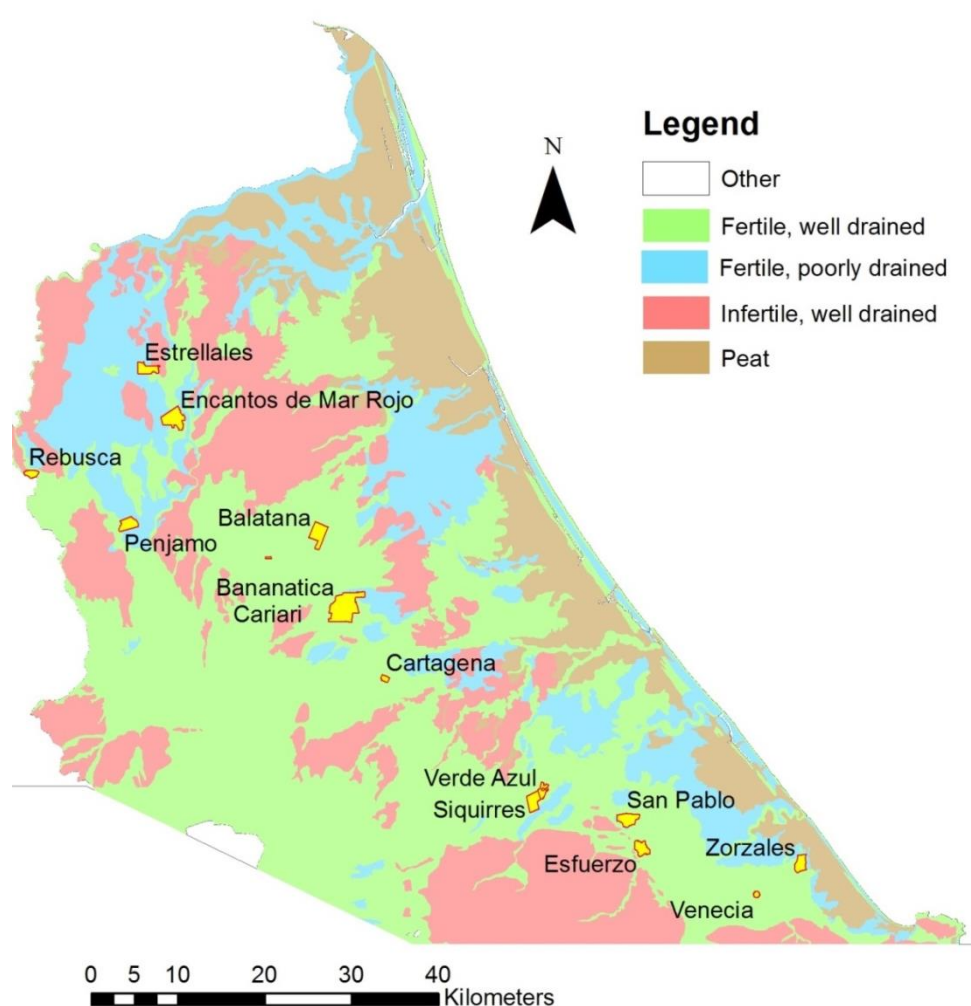 Legend
N
Other
Fertile, well drained
Fertile, poorly drained
Infertile, well drained
Peat
Estrellales
Encantos de Mar Rojo
Rebusca
Balatana
Penjamo
Bananatica
Cariari
Cartagena
Verde Azul
Siquirres
San Pablo
Esfuerzo
Zorzales
Venecia
0 5 10 20 30 40
Kilometers